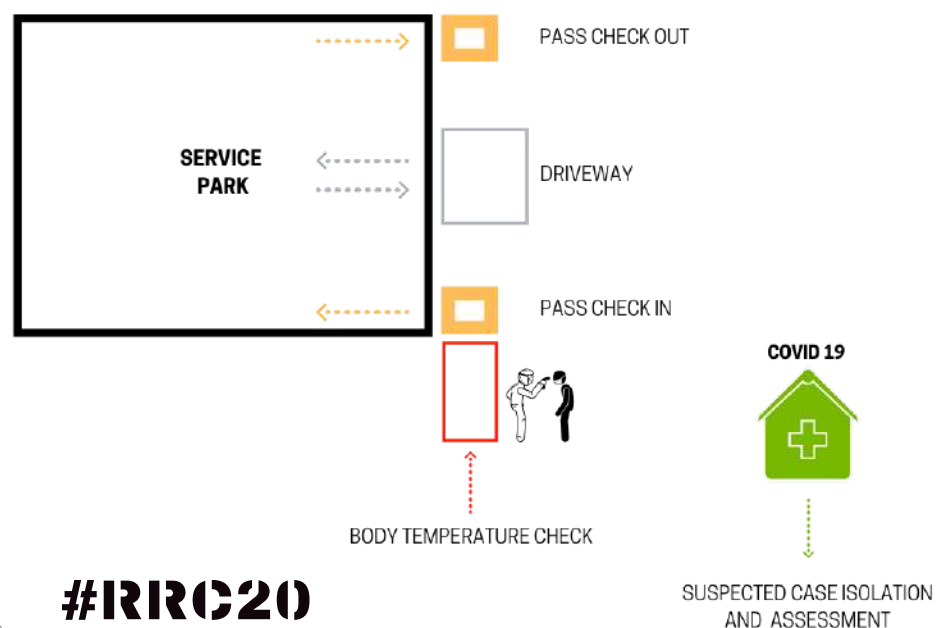 PASS CHECK OUT
SERVICE
PARK
DRIVEWAY
PASS CHECK IN
COVID 19
BODY TEMPERATURE CHECK
#RRC20
SUSPECTED CASE ISOLATION
AND ASSESSMENT